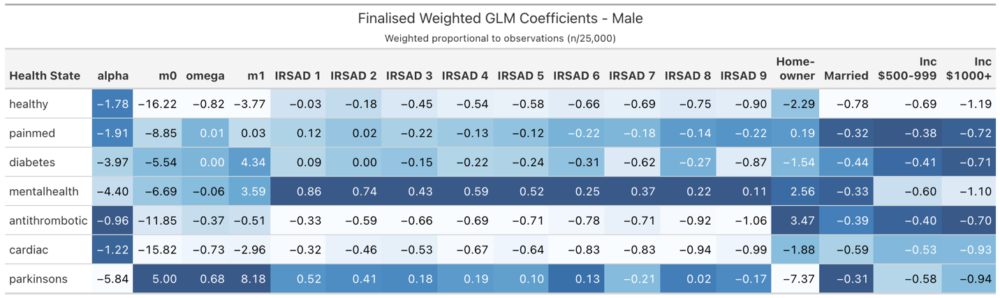 Finalised Weighted GLM Coefficients - Male
Weighted proportional to observations (n/25,000)
Health State alpha m0 omega m1 IRSAD 1 IRSAD 2 IRSAD 3 IRSAD 4 IRSAD 5 IRSAD 6 IRSAD 7 IRSAD 8 IRSAD 9 Home-owner Married Inc $500-999 Inc $1000+
healthy −1.78 −16.22 −0.82 −3.77 −0.03 −0.18 −0.45 −0.54 −0.58 −0.66 −0.69 −0.75 −0.90 −2.29 −0.78 −0.69 −1.19
painmed −1.91 −8.85 0.01 0.03 0.12 0.02 −0.22 −0.13 −0.12 −0.22 −0.18 −0.14 −0.22 0.19 −0.32 −0.38 −0.72
diabetes −3.97 −5.54 0.00 4.34 0.09 0.00 −0.15 −0.22 −0.24 −0.31 −0.62 −0.27 −0.87 −1.54 −0.44 −0.41 −0.71
mentalhealth −4.40 −6.69 −0.06 3.59 0.86 0.74 0.43 0.59 0.52 0.25 0.37 0.22 0.11 2.56 −0.33 −0.60 −1.10
antithrombotic −0.96 −11.85 −0.37 −0.51 −0.33 −0.59 −0.66 −0.69 −0.71 −0.78 −0.71 −0.92 −1.06 3.47 −0.39 −0.40 −0.70
cardiac −1.22 −15.82 −0.73 −2.96 −0.32 −0.46 −0.53 −0.67 −0.64 −0.83 −0.83 −0.94 −0.99 −1.88 −0.59 −0.53 −0.93
parkinsons −5.84 5.00 0.68 8.18 0.52 0.41 0.18 0.19 0.10 0.13 −0.21 0.02 −0.17 −7.37 −0.31 −0.58 −0.94